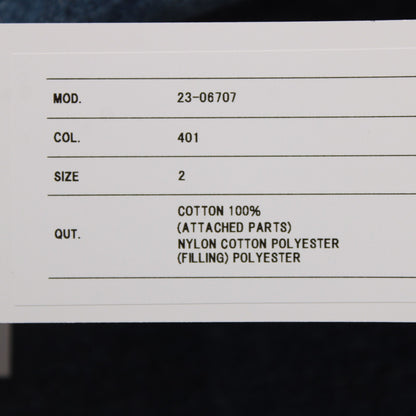 MOD. 23-06707
COL. 401
SIZE 2
QUT. COTTON 100%
(ATTACHED PARTS)
NYLON COTTON POLYESTER
(FILLING) POLYESTER